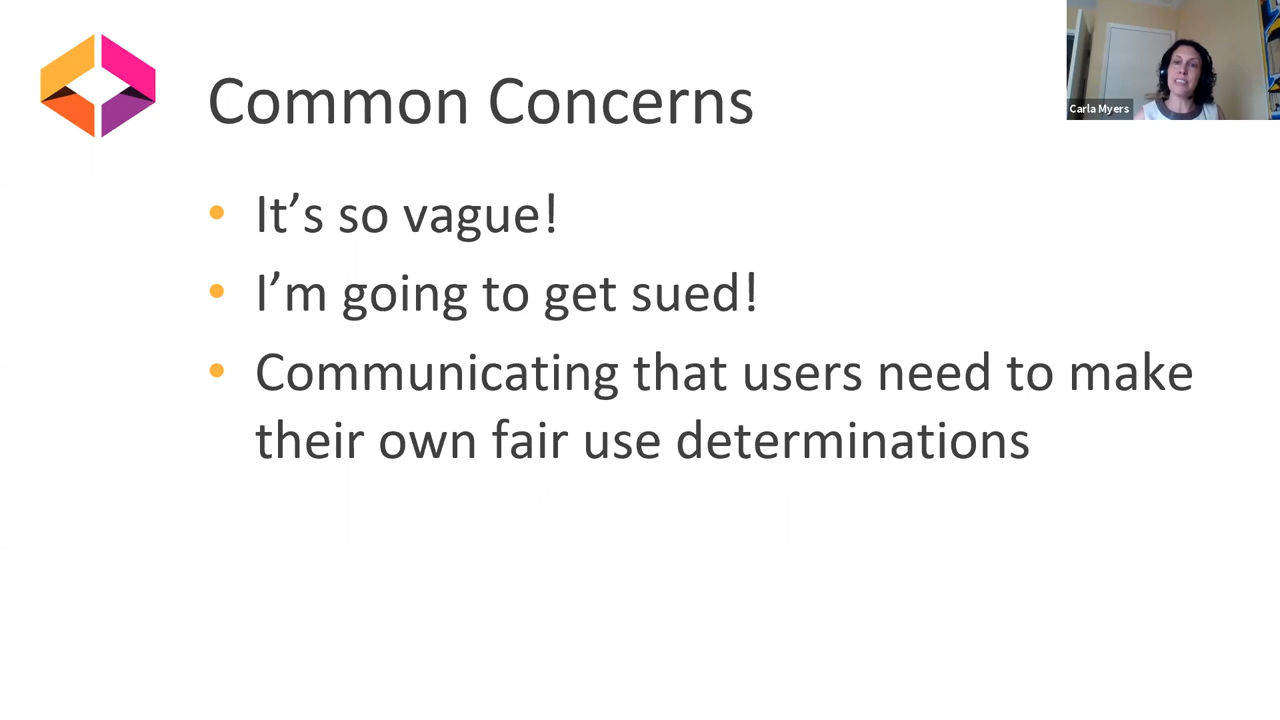 Common Concerns
Carla Myers
• It’s so vague!
• I’m going to get sued!
• Communicating that users need to make
their own fair use determinations